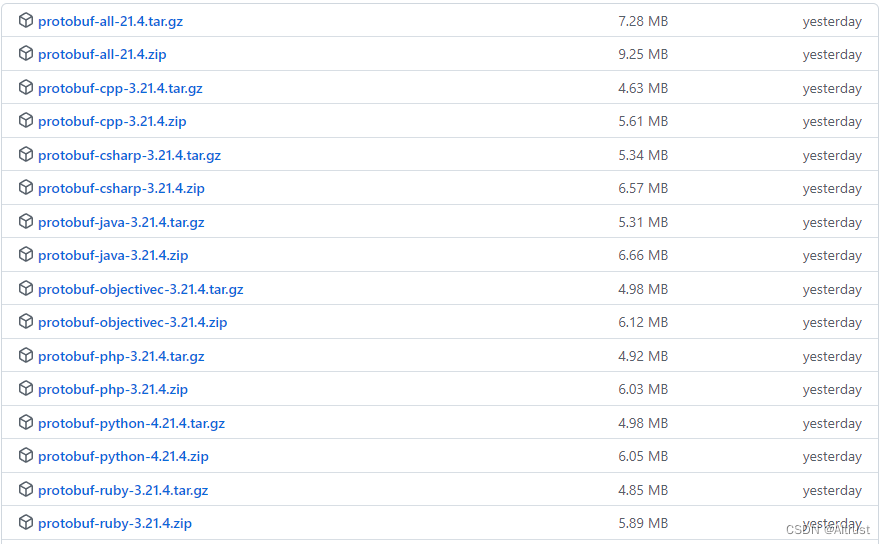 protobuf-all-21.4.tar.gz 7.28 MB yesterday
protobuf-all-21.4.zip 9.25 MB yesterday
protobuf-cpp-3.21.4.tar.gz 4.63 MB yesterday
protobuf-cpp-3.21.4.zip 5.61 MB yesterday
protobuf-csharp-3.21.4.tar.gz 5.34 MB yesterday
protobuf-csharp-3.21.4.zip 6.57 MB yesterday
protobuf-java-3.21.4.tar.gz 5.31 MB yesterday
protobuf-java-3.21.4.zip 6.66 MB yesterday
protobuf-objectivec-3.21.4.tar.gz 4.98 MB yesterday
protobuf-objectivec-3.21.4.zip 6.12 MB yesterday
protobuf-php-3.21.4.tar.gz 4.92 MB yesterday
protobuf-php-3.21.4.zip 6.03 MB yesterday
protobuf-python-4.21.4.tar.gz 4.98 MB yesterday
protobuf-python-4.21.4.zip 6.05 MB yesterday
protobuf-ruby-3.21.4.tar.gz 4.85 MB yesterday
protobuf-ruby-3.21.4.zip 5.89 MB yesterday
CSDN @Altrust